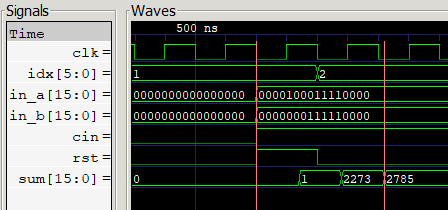 Signals
Waves
Time
500 ns
clk=
idx[5:0]=
1 2
in_a[15:0]=
0000000000000000 0000100011110000
in_b[15:0]=
0000000000000000 0000000111110000
cin=
rst=
sum[15:0]=
0 1 2273 2785